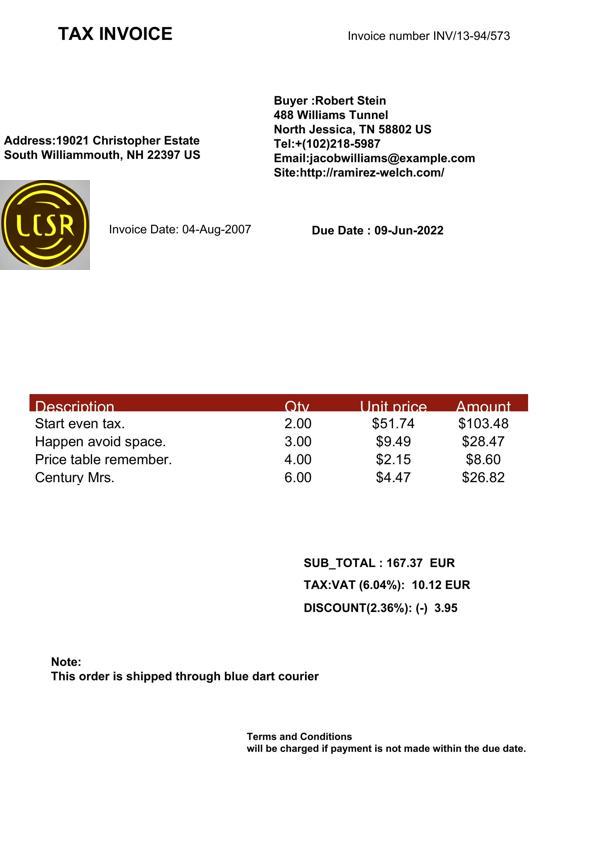 TAX INVOICE
Invoice number INV/13-94/573
Buyer :Robert Stein
488 Williams Tunnel
North Jessica, TN 58802 US
Tel:+(102)218-5987
Email:jacobwilliams@example.com
Site:http://ramirez-welch.com/
Address:19021 Christopher Estate
South Williammouth, NH 22397 US
Invoice Date: 04-Aug-2007
Due Date : 09-Jun-2022
Description Qty Unit price Amount
Start even tax. 2.00 $51.74 $103.48
Happen avoid space. 3.00 $9.49 $28.47
Price table remember. 4.00 $2.15 $8.60
Century Mrs. 6.00 $4.47 $26.82
SUB_TOTAL : 167.37 EUR
TAX:VAT (6.04%): 10.12 EUR
DISCOUNT(2.36%): (-) 3.95
Note:
This order is shipped through blue dart courier
Terms and Conditions
will be charged if payment is not made within the due date.